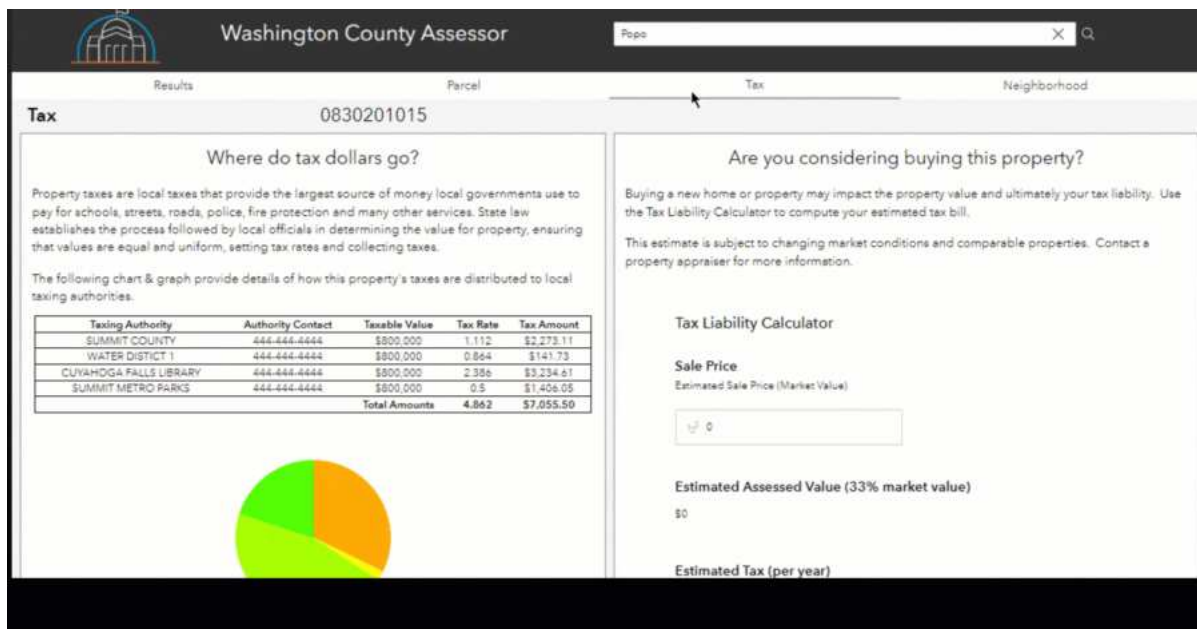 Washington County Assessor
Popo
Results Parcel Tax Neighborhood
Tax 0830201015
Where do tax dollars go?
Property taxes are local taxes that provide the largest source of money local governments use to
pay for schools, streets, roads, police, fire protection and many other services. State law
establishes the process followed by local officials in determining the value for property, ensuring
that values are equal and uniform, setting tax rates and collecting taxes.
The following chart & graph provide details of how this property's taxes are distributed to local
taxing authorities.
Taxing Authority Authority Contact Taxable Value Tax Rate Tax Amount
SUMMIT COUNTY 444-444-4444 $800,000 1.112 $2,273.11
WATER DISTICT 1 444-444-4444 $800,000 0.864 $141.73
CUYAHOGA FALLS LIBRARY 444-444-4444 $800,000 2.386 $3,234.61
SUMMIT METRO PARKS 444-444-4444 $800,000 0.5 $1,406.05
Total Amounts 4.862 $7,055.50
Are you considering buying this property?
Buying a new home or property may impact the property value and ultimately your tax liability. Use
the Tax Liability Calculator to compute your estimated tax bill.
This estimate is subject to changing market conditions and comparable properties. Contact a
property appraiser for more information.
Tax Liability Calculator
Sale Price
Estimated Sale Price (Market Value)
0
Estimated Assessed Value (33% market value)
$0
Estimated Tax (per year)